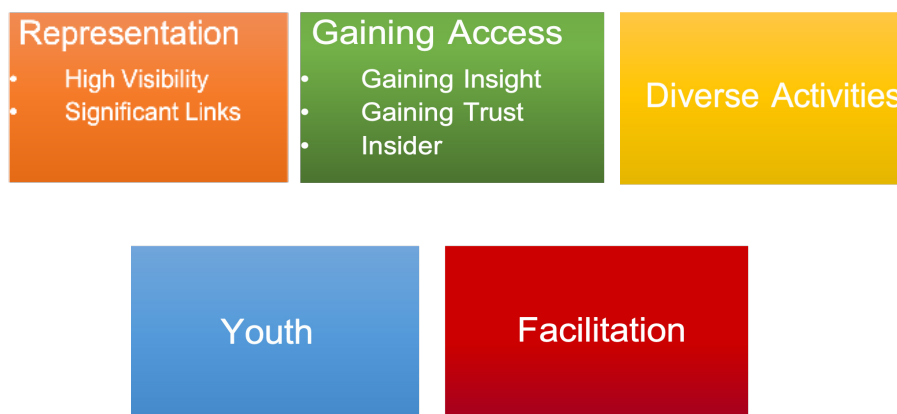 Representation
• High Visibility
• Significant Links
Gaining Access
• Gaining Insight
• Gaining Trust
• Insider
Diverse Activities
Youth
Facilitation